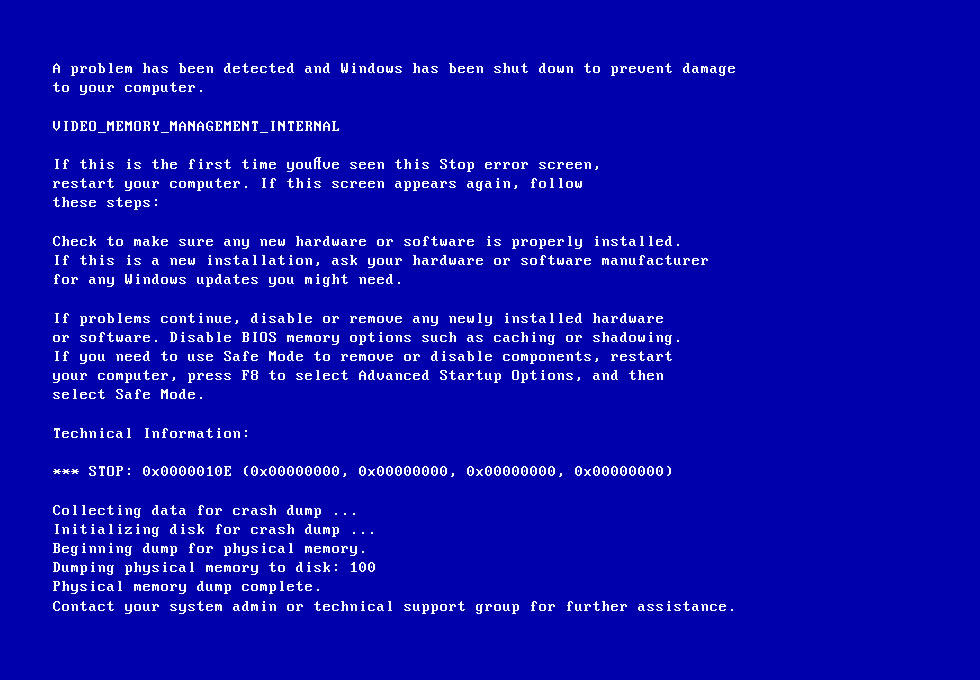 A problem has been detected and Windows has been shut down to prevent damage
to your computer.
VIDEO_MEMORY_MANAGEMENT_INTERNAL
If this is the first time youﬂve seen this Stop error screen,
restart your computer. If this screen appears again, follow
these steps:
Check to make sure any new hardware or software is properly installed.
If this is a new installation, ask your hardware or software manufacturer
for any Windows updates you might need.
If problems continue, disable or remove any newly installed hardware
or software. Disable BIOS memory options such as caching or shadowing.
If you need to use Safe Mode to remove or disable components, restart
your computer, press F8 to select Advanced Startup Options, and then
select Safe Mode.
Technical Information:
*** STOP: 0x0000010E (0x00000000, 0x00000000, 0x00000000, 0x00000000)
Collecting data for crash dump ...
Initializing disk for crash dump ...
Beginning dump for physical memory.
Dumping physical memory to disk: 100
Physical memory dump complete.
Contact your system admin or technical support group for further assistance.